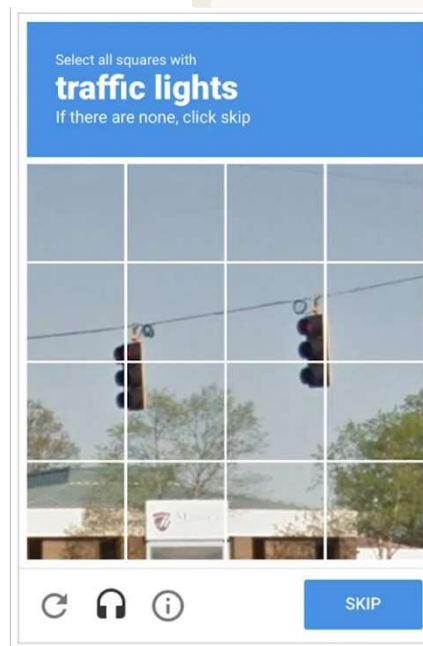 Select all squares with
traffic lights
If there are none, click skip
SKIP